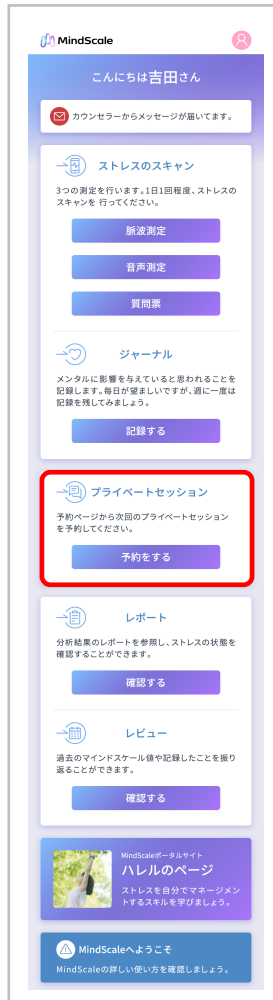 MindScale
こんにちは吉田さん
カウンセラーからメッセージが届いてます。
ストレスのスキャン
3つの測定を行います。1日1回程度、ストレスの
スキャンを 行ってください。
脈波測定
音声測定
質問票
ジャーナル
メンタルに影響を与えていると思われることを
記録します。毎日が望ましいですが、週に一度は
記録を残してみましょう。
記録する
プライベートセッション
予約ページから次回のプライベートセッション
を予約してください。
予約をする
レポート
分析結果のレポートを参照し、ストレスの状態を
確認することができます。
確認する
レビュー
過去のマインドスケール値や記録したことを振り
返ることができます。
確認する
MindScaleポータルサイト
ハレルのページ
ストレスを自分でマネージメン
トするスキルを学びましょう。
MindScaleへようこそ
MindScaleの詳しい使い方を確認しましょう。